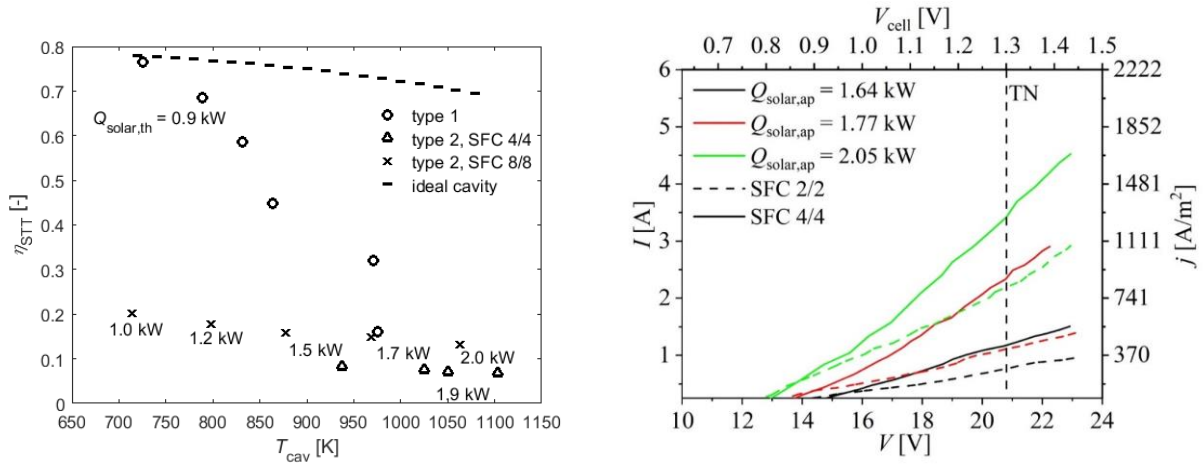 0.8
0.7
0.6
0.5
0.4
0.3
0.2
0.1
0
η_STT [-]
Q_solar,th = 0.9 kW
type 1
type 2, SFC 4/4
type 2, SFC 8/8
ideal cavity
1.0 kW
1.2 kW
1.5 kW
1.7 kW
2.0 kW
1,9 kW
650 700 750 800 850 900 950 1000 1050 1100 1150
T_cav [K]
V_cell [V]
0.7 0.8 0.9 1.0 1.1 1.2 1.3 1.4 1.5
6
5
4
3
2
1
I [A]
Q_solar,ap = 1.64 kW
Q_solar,ap = 1.77 kW
Q_solar,ap = 2.05 kW
SFC 2/2
SFC 4/4
TN
2222
1852
1481
1111
741
370
j [A/m²]
10 12 14 16 18 20 22 24
V [V]